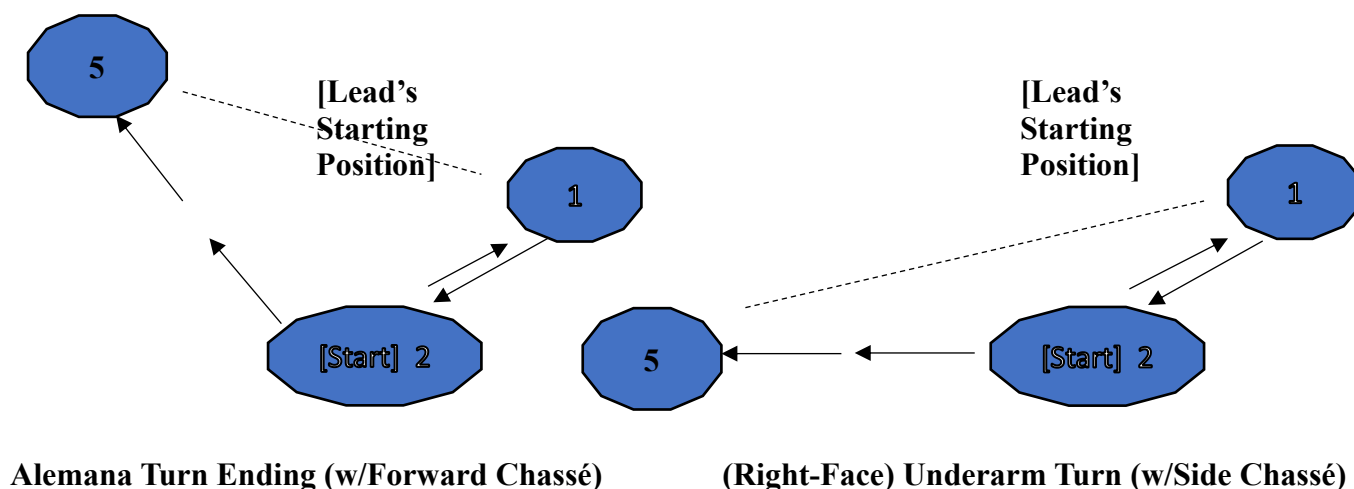 5
[Lead’s
Starting
Position]
1
[Start] 2
Alemana Turn Ending (w/Forward Chassé)
[Lead’s
Starting
Position]
1
5
[Start] 2
(Right-Face) Underarm Turn (w/Side Chassé)